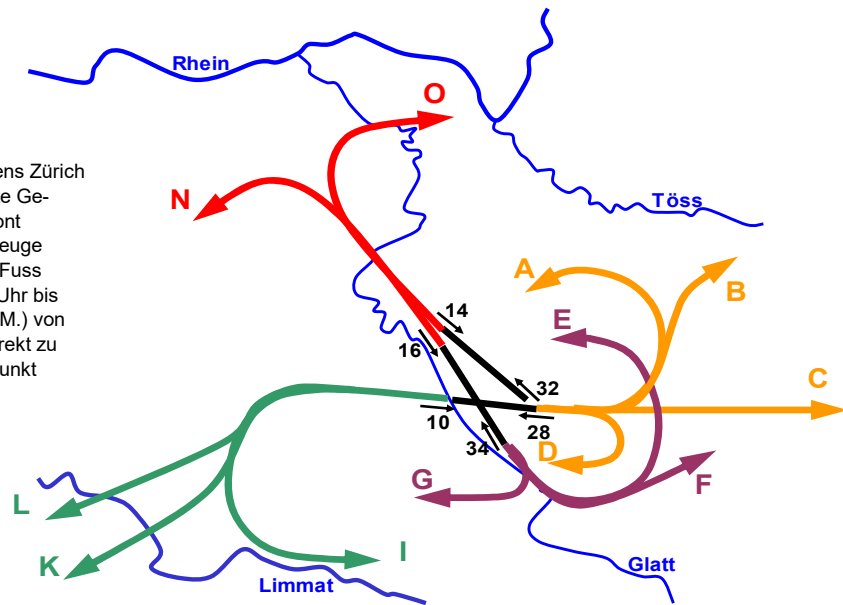 Rhein
O
ens Zürich
e Ge-
ont
euge
Fuss
Uhr bis
M.) von
rekt zu
unkt
N
Töss
A
B
E
14
16
C
32
10
28
34
D
G
F
L
K
I
Limmat
Glatt